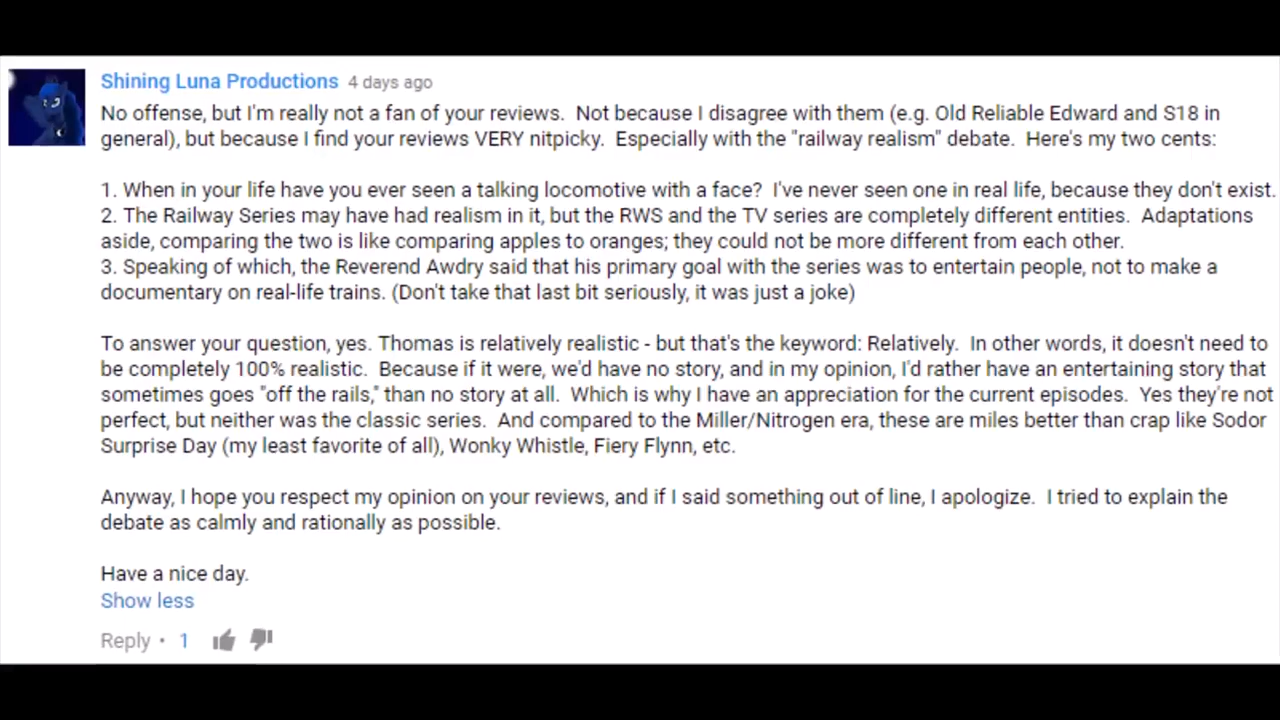 Shining Luna Productions 4 days ago
No offense, but I'm really not a fan of your reviews.  Not because I disagree with them (e.g. Old Reliable Edward and S18 in
general), but because I find your reviews VERY nitpicky.  Especially with the "railway realism" debate.  Here's my two cents:
1. When in your life have you ever seen a talking locomotive with a face?  I've never seen one in real life, because they don't exist.
2. The Railway Series may have had realism in it, but the RWS and the TV series are completely different entities.  Adaptations
aside, comparing the two is like comparing apples to oranges; they could not be more different from each other.
3. Speaking of which, the Reverend Awdry said that his primary goal with the series was to entertain people, not to make a
documentary on real-life trains. (Don't take that last bit seriously, it was just a joke)
To answer your question, yes. Thomas is relatively realistic - but that's the keyword: Relatively.  In other words, it doesn't need to
be completely 100% realistic.  Because if it were, we'd have no story, and in my opinion, I'd rather have an entertaining story that
sometimes goes "off the rails," than no story at all.  Which is why I have an appreciation for the current episodes.  Yes they're not
perfect, but neither was the classic series.  And compared to the Miller/Nitrogen era, these are miles better than crap like Sodor
Surprise Day (my least favorite of all), Wonky Whistle, Fiery Flynn, etc.
Anyway, I hope you respect my opinion on your reviews, and if I said something out of line, I apologize.  I tried to explain the
debate as calmly and rationally as possible.
Have a nice day.
Show less
Reply · 1